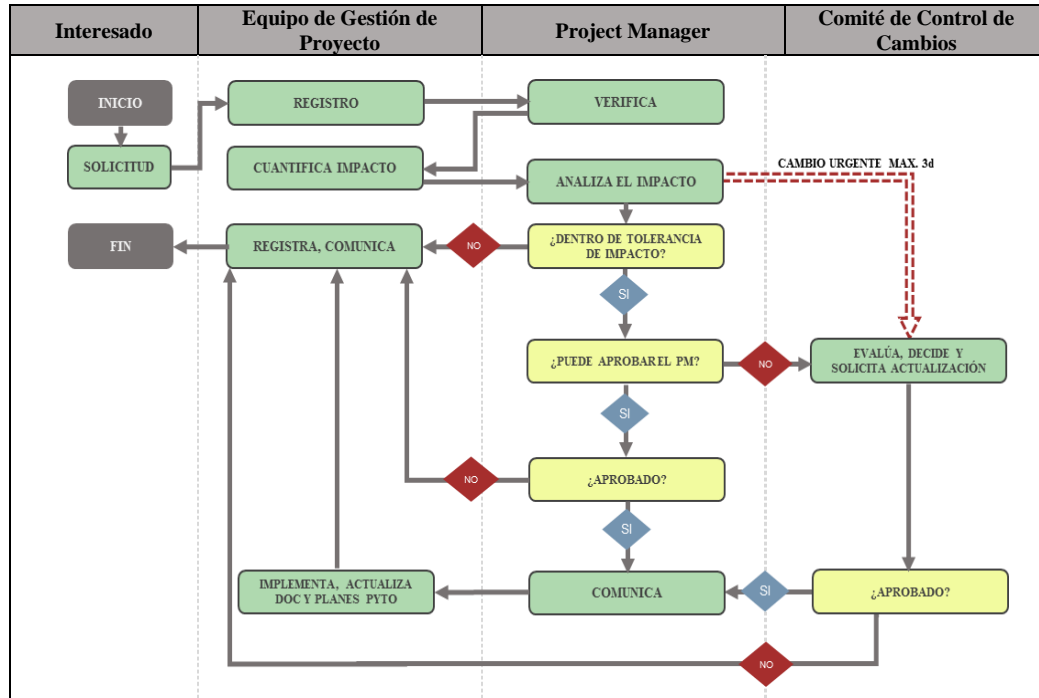 Interesado
Equipo de Gestión de
Proyecto
Project Manager
Comité de Control de
Cambios
INICIO
REGISTRO
VERIFICA
SOLICITUD
CUANTIFICA IMPACTO
ANALIZA EL IMPACTO
CAMBIO URGENTE MAX. 3d
FIN
REGISTRA, COMUNICA
NO
¿DENTRO DE TOLERANCIA
DE IMPACTO?
SI
¿PUEDE APROBAR EL PM?
NO
EVALÚA, DECIDE Y
SOLICITA ACTUALIZACIÓN
SI
NO
¿APROBADO?
SI
IMPLEMENTA, ACTUALIZA
DOC Y PLANES PYTO
COMUNICA
SI
¿APROBADO?
NO